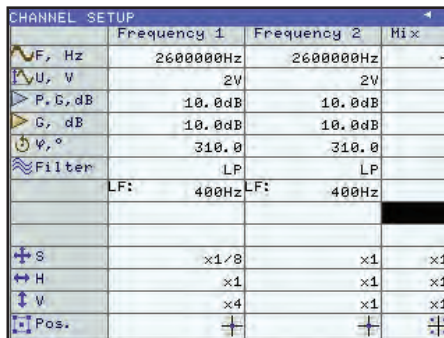 CHANNEL SETUP
Frequency 1 Frequency 2 Mix
F, Hz 2600000Hz 2600000Hz -
U, V 2V 2V
P.G,dB 10.0dB 10.0dB
G, dB 10.0dB 10.0dB
φ,° 310.0 310.0
Filter LP LP
LF: 400Hz LF: 400Hz
S x1/8 x1 x1
H x1 x1 x1
V x4 x1 x1
Pos.